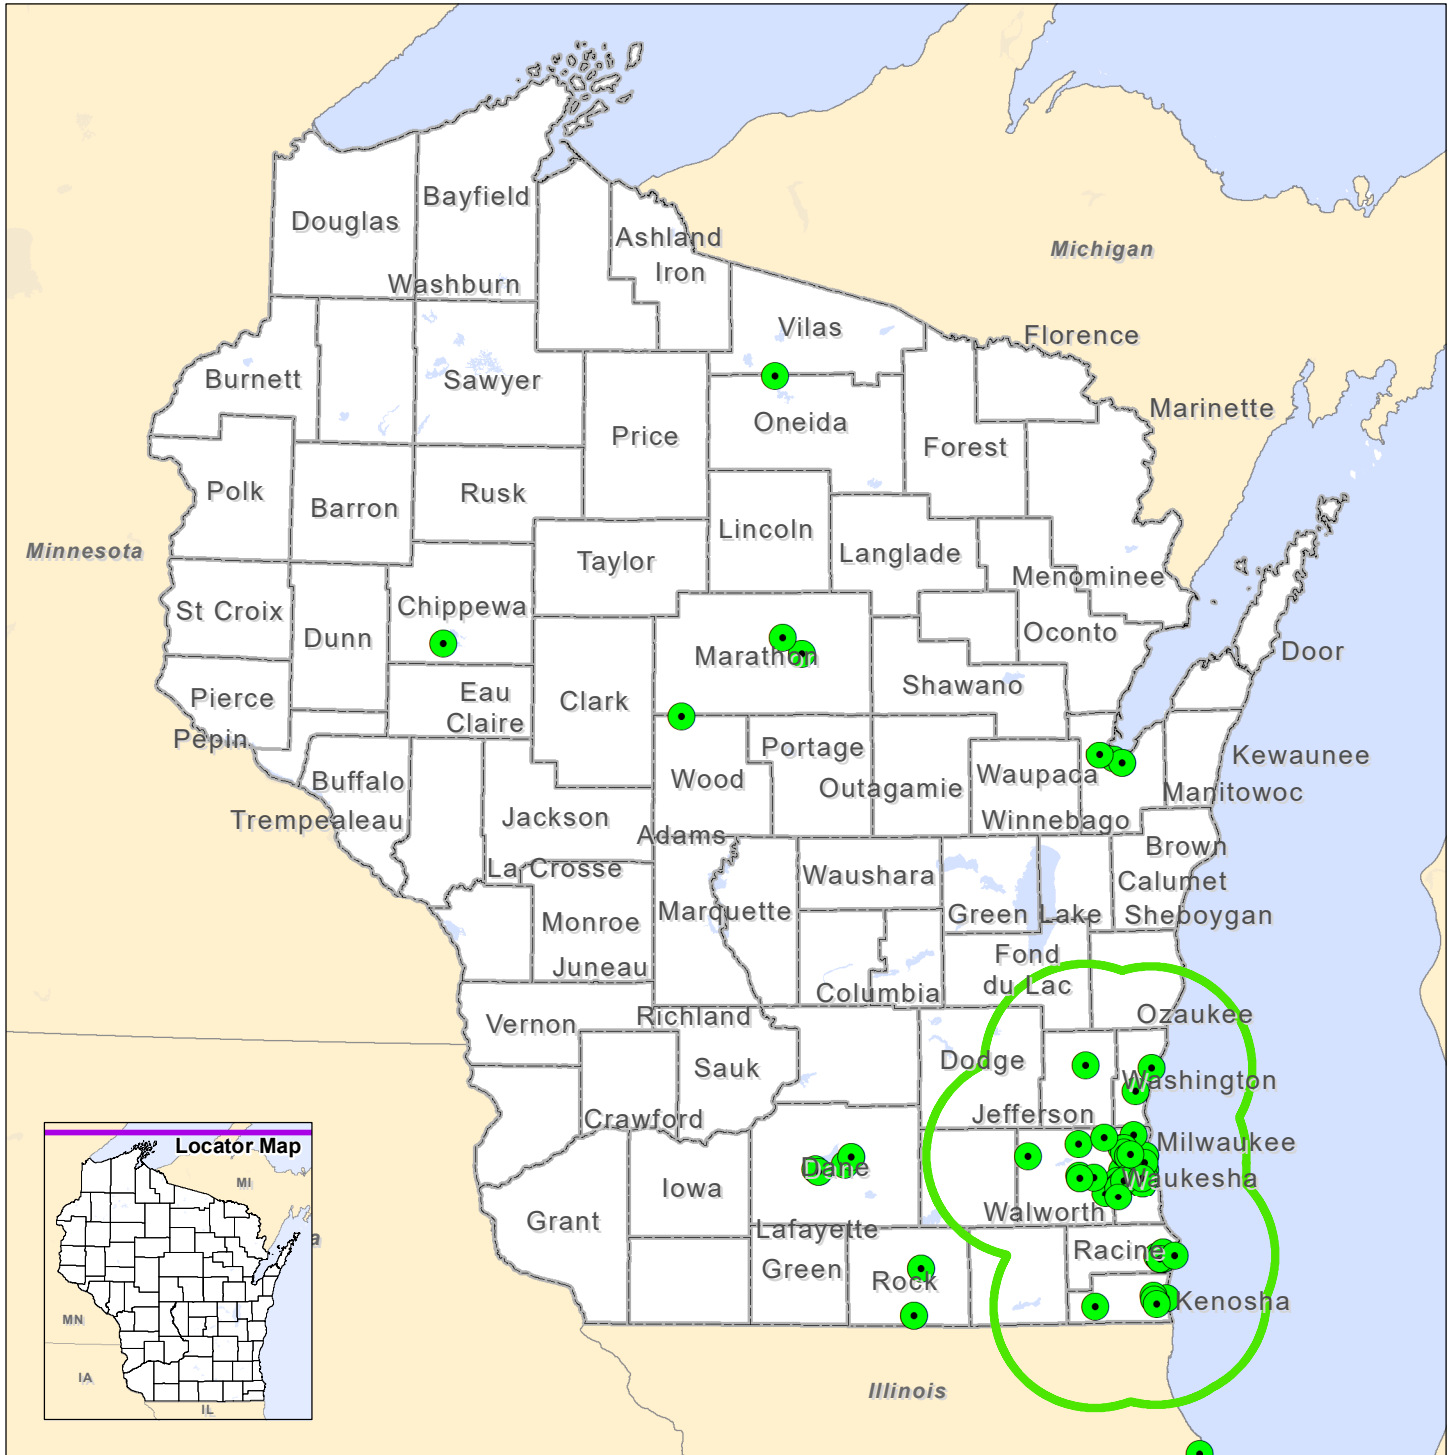 Bayfield
Douglas
Ashland
Michigan
Iron
Washburn
Vilas
Florence
Burnett
Sawyer
Marinette
Oneida
Price
Forest
Polk
Rusk
Barron
Lincoln
Minnesota
Langlade
Taylor
Menominee
Chippewa
St Croix
Oconto
Dunn
Door
Marathon
Shawano
Pierce
Eau
Claire
Clark
Pepin
Portage
Kewaunee
Waupaca
Wood
Buffalo
Outagamie
Manitowoc
Trempealeau
Jackson
Winnebago
Adams
Brown
La Crosse
Waushara
Calumet
Marquette
Green Lake
Sheboygan
Monroe
Fond
du Lac
Juneau
Columbia
Ozaukee
Richland
Vernon
Dodge
Sauk
Washington
Jefferson
Crawford
Milwaukee
Locator Map
Dane
Waukesha
MI
Iowa
Walworth
Grant
Lafayette
a
Racine
Green
Rock
Kenosha
MN
IA
Illinois
IL